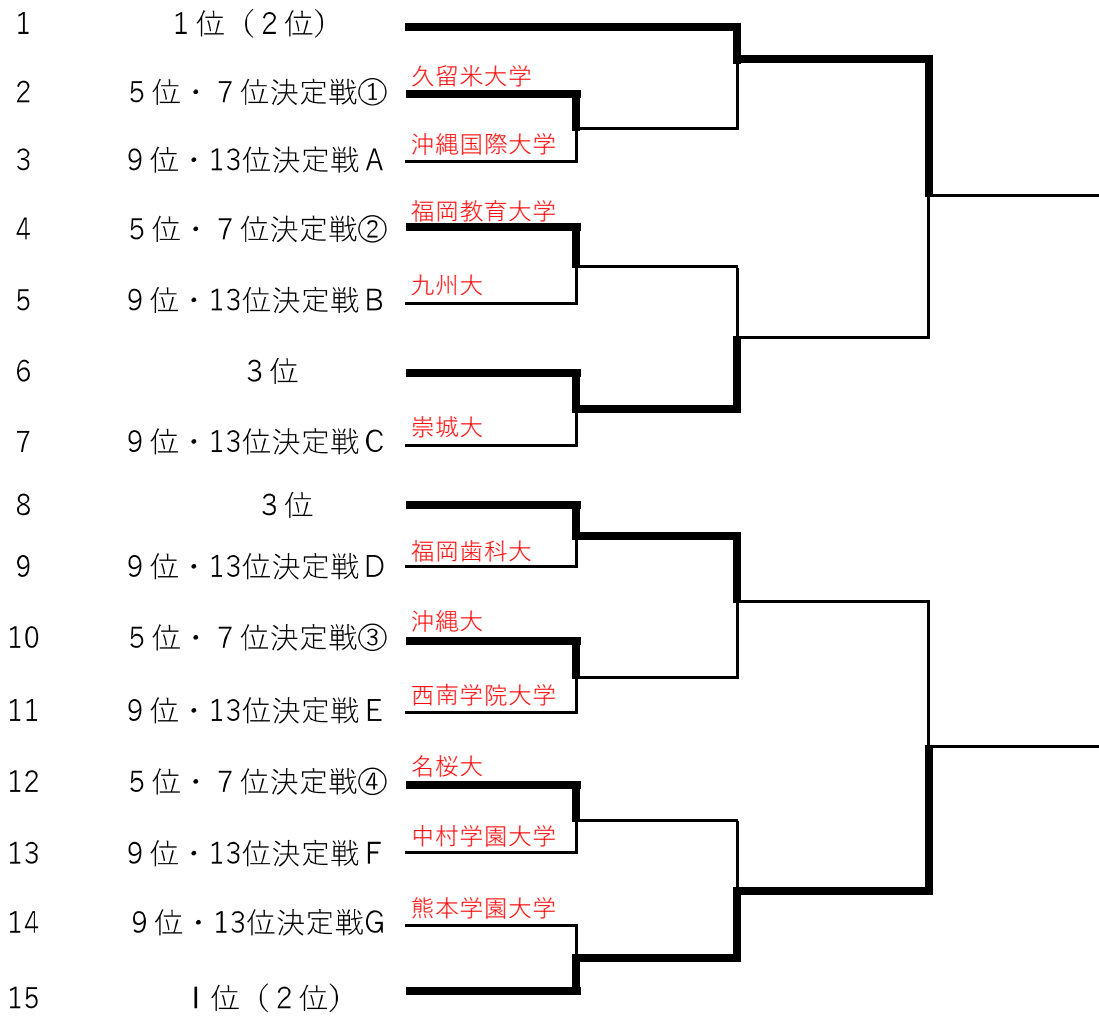 1 1位（2位）
久留米大学
2 5位・7位決定戦①
沖縄国際大学
3 9位・13位決定戦A
福岡教育大学
4 5位・7位決定戦②
九州大
5 9位・13位決定戦B
6 3位
崇城大
7 9位・13位決定戦C
8 3位
福岡歯科大
9 9位・13位決定戦D
沖縄大
10 5位・7位決定戦③
西南学院大学
11 9位・13位決定戦E
名桜大
12 5位・7位決定戦④
中村学園大学
13 9位・13位決定戦F
熊本学園大学
14 9位・13位決定戦G
15 I位（2位）